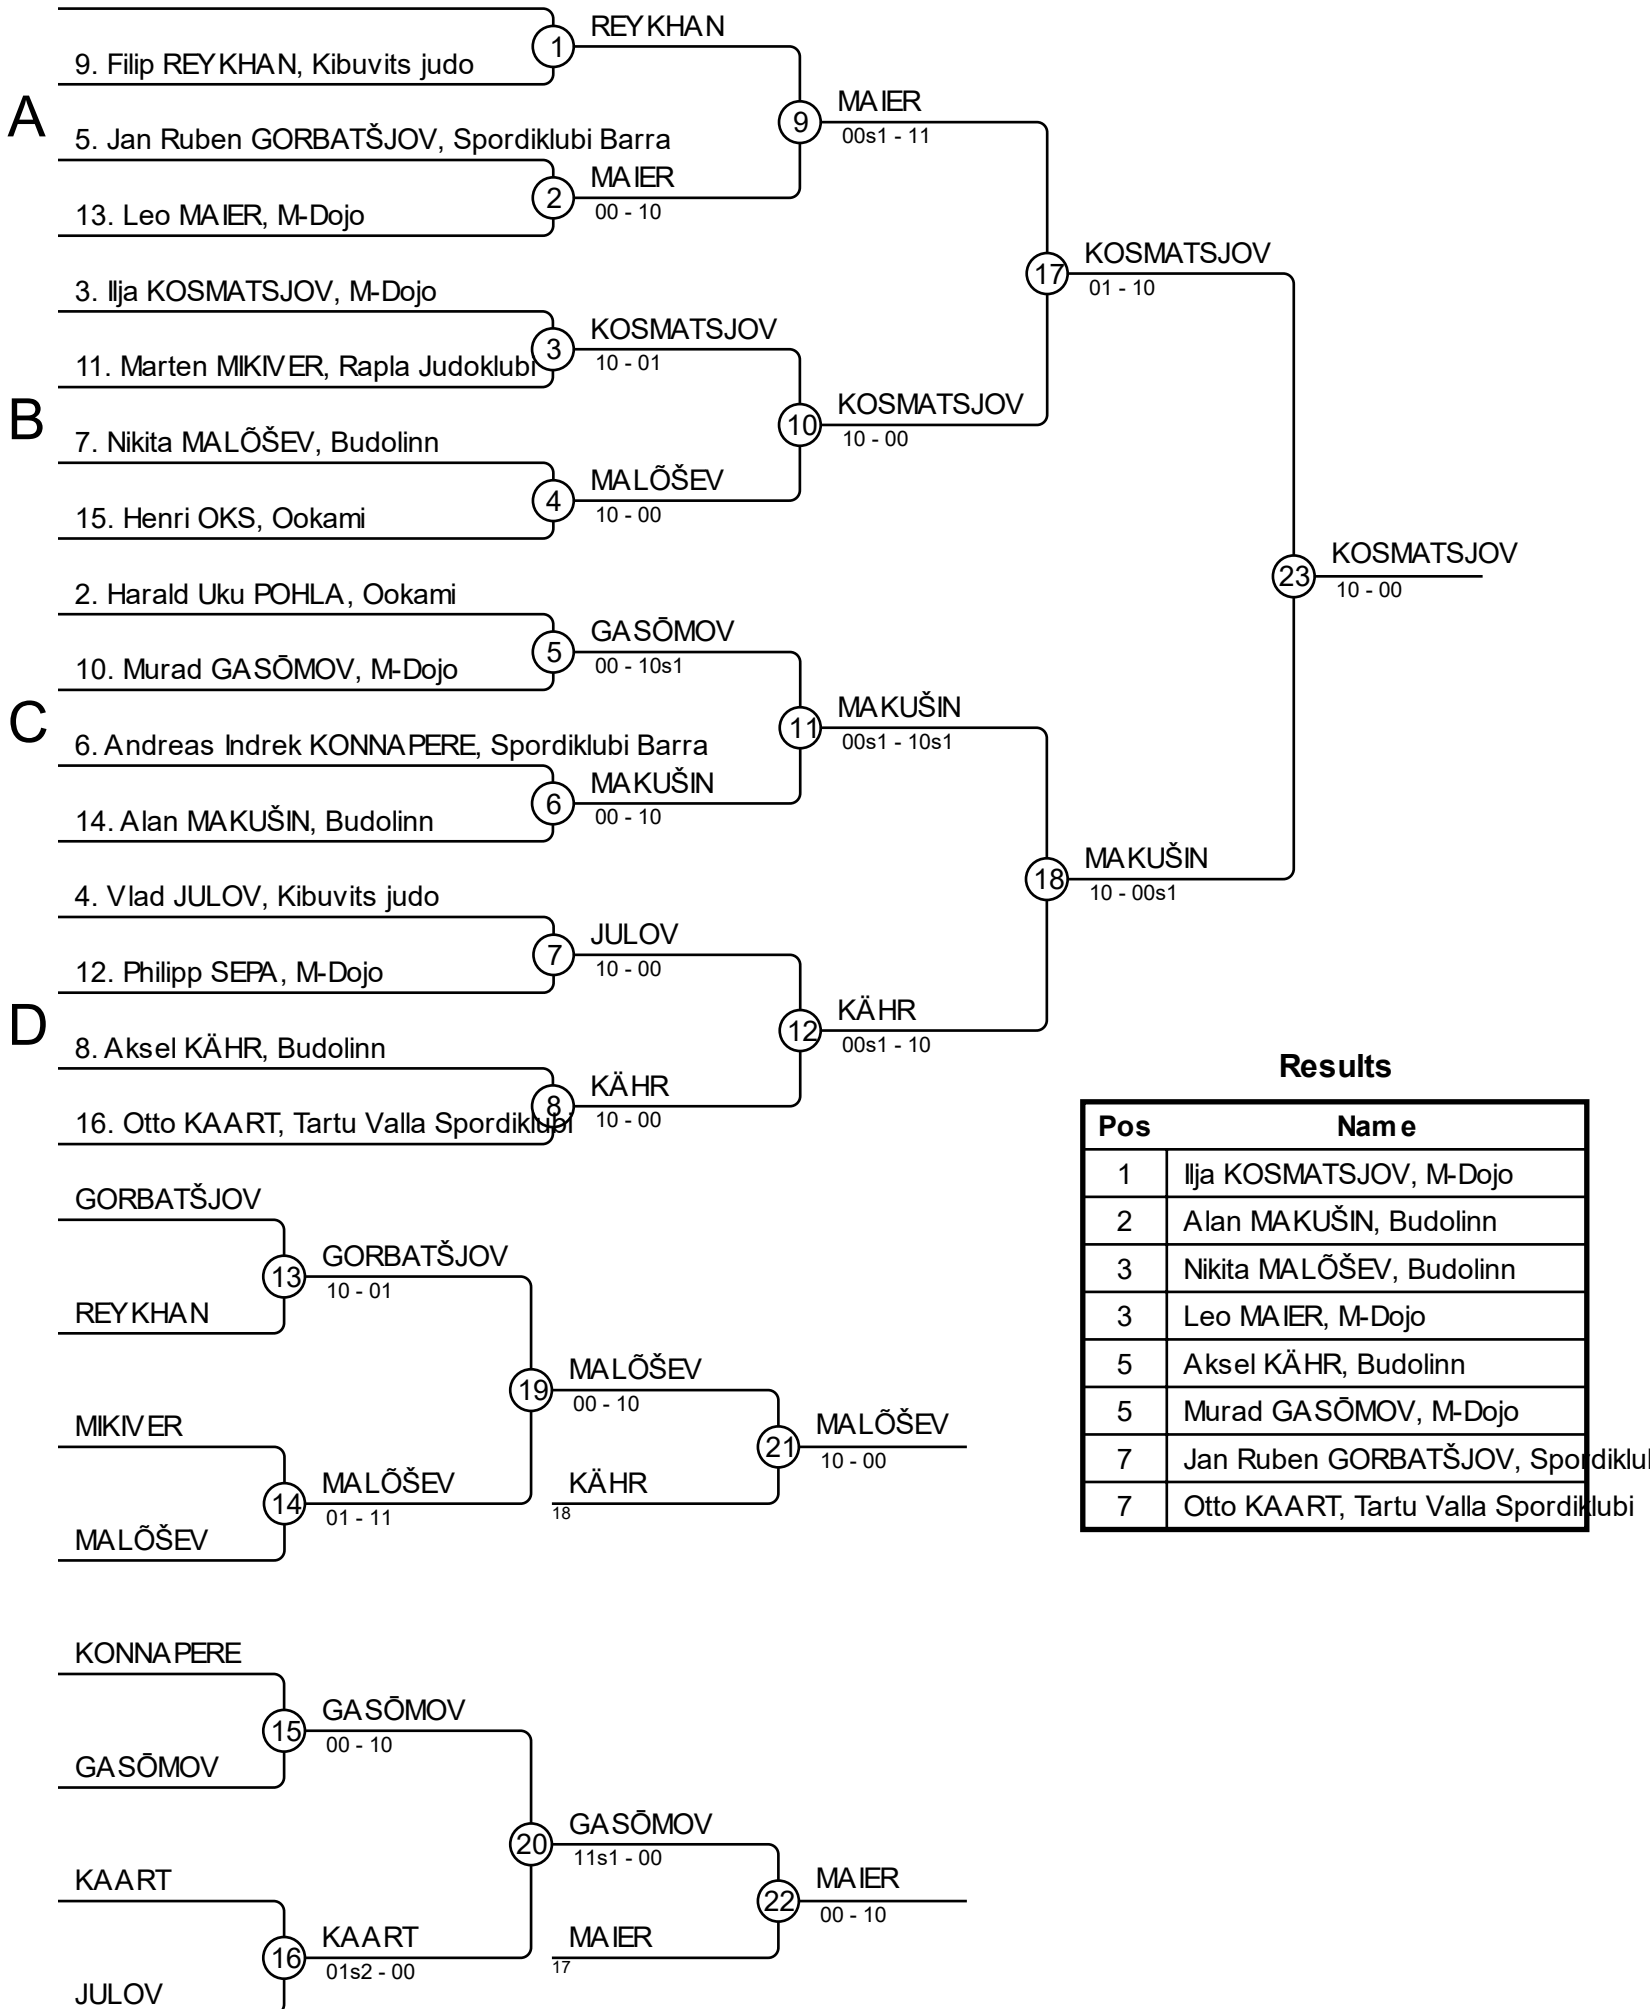 REYKHAN
9. Filip REYKHAN, Kibuvits judo
1
A
MAIER
00s1 - 11
9
5. Jan Ruben GORBATŠJOV, Spordiklubi Barra
MAIER
00 - 10
2
13. Leo MAIER, M-Dojo
KOSMATSJOV
01 - 10
17
3. Ilja KOSMATSJOV, M-Dojo
KOSMATSJOV
10 - 01
3
11. Marten MIKIVER, Rapla Judoklubi
B
KOSMATSJOV
10 - 00
10
7. Nikita MALÕŠEV, Budolinn
MALÕŠEV
10 - 00
4
15. Henri OKS, Ookami
KOSMATSJOV
10 - 00
23
2. Harald Uku POHLA, Ookami
GASŌMOV
00 - 10s1
5
10. Murad GASŌMOV, M-Dojo
C
MAKUŠIN
00s1 - 10s1
11
6. Andreas Indrek KONNAPERE, Spordiklubi Barra
MAKUŠIN
00 - 10
6
14. Alan MAKUŠIN, Budolinn
MAKUŠIN
10 - 00s1
18
4. Vlad JULOV, Kibuvits judo
JULOV
10 - 00
7
12. Philipp SEPA, M-Dojo
D
KÄHR
00s1 - 10
12
8. Aksel KÄHR, Budolinn
KÄHR
10 - 00
8
16. Otto KAART, Tartu Valla Spordiklubi
Results
Pos Name
1 Ilja KOSMATSJOV, M-Dojo
2 Alan MAKUŠIN, Budolinn
3 Nikita MALÕŠEV, Budolinn
3 Leo MAIER, M-Dojo
5 Aksel KÄHR, Budolinn
5 Murad GASŌMOV, M-Dojo
7 Jan Ruben GORBATŠJOV,
7 Otto KAART, Tartu Valla Spordiklubi
GORBATŠJOV
GORBATŠJOV
10 - 01
13
REYKHAN
MALÕŠEV
00 - 10
19
MIKIVER
MALÕŠEV
10 - 00
21
MALÕŠEV
01 - 11
14
KÄHR
18
MALÕŠEV
KONNAPERE
GASŌMOV
00 - 10
15
GASŌMOV
GASŌMOV
11s1 - 00
20
KAART
MAIER
00 - 10
22
KAART
01s2 - 00
16
MAIER
17
JULOV